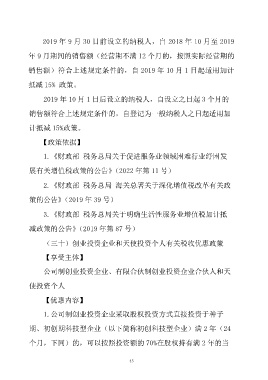 2019 年 9 月 30 日前设立的纳税人，自 2018 年 10 月至 2019
年 9 月期间的销售额（经营期不满 12 个月的，按照实际经营期的
销售额）符合上述规定条件的，自 2019 年 10 月 1 日起适用加计
抵减 15% 政策。
2019 年 10 月 1 日后设立的纳税人，自设立之日起 3 个月的
销售额符合上述规定条件的，自登记为一般纳税人之日起适用加
计抵减 15%政策。
【政策依据】
1.《财政部 税务总局关于促进服务业领域困难行业纾困发
展有关增值税政策的公告》（2022 年第 11 号）
2.《财政部 税务总局 海关总署关于深化增值税改革有关政
策的公告》（2019 年 39 号）
3.《财政部 税务总局关于明确生活性服务业增值税加计抵
减政策的公告》（2019 年第 87 号）
（三十）创业投资企业和天使投资个人有关税收优惠政策
【享受主体】
公司制创业投资企业、有限合伙制创业投资企业合伙人和天
使投资个人
【优惠内容】
1.公司制创业投资企业采取股权投资方式直接投资于种子
期、初创期科技型企业（以下简称初创科技型企业）满 2 年（24
个月，下同）的，可以按照投资额的 70%在股权持有满 2 年的当